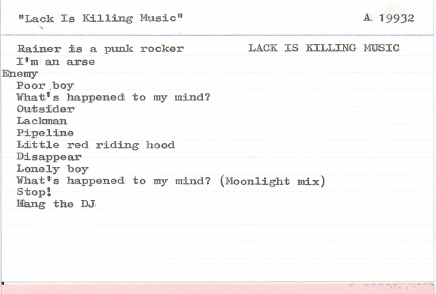 "Lack Is Killing Music" A 19932
Rainer is a punk rocker LACK IS KILLING MUSIC
I'm an arse
Enemy
Poor boy
What's happened to my mind?
Outsider
Lackman
Pipeline
Little red riding hood
Disappear
Lonely boy
What's happened to my mind? (Moonlight mix)
Stop!
Hang the DJ